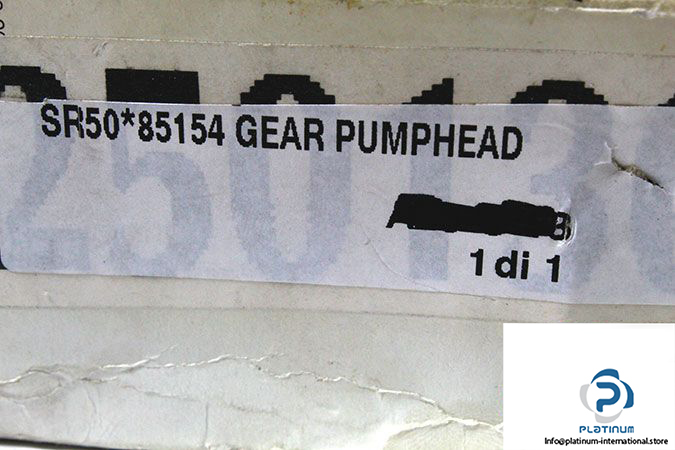 SR50*85154 GEAR PUMPHEAD
1 di 1
PLATINUM
Info@platinum-international.store